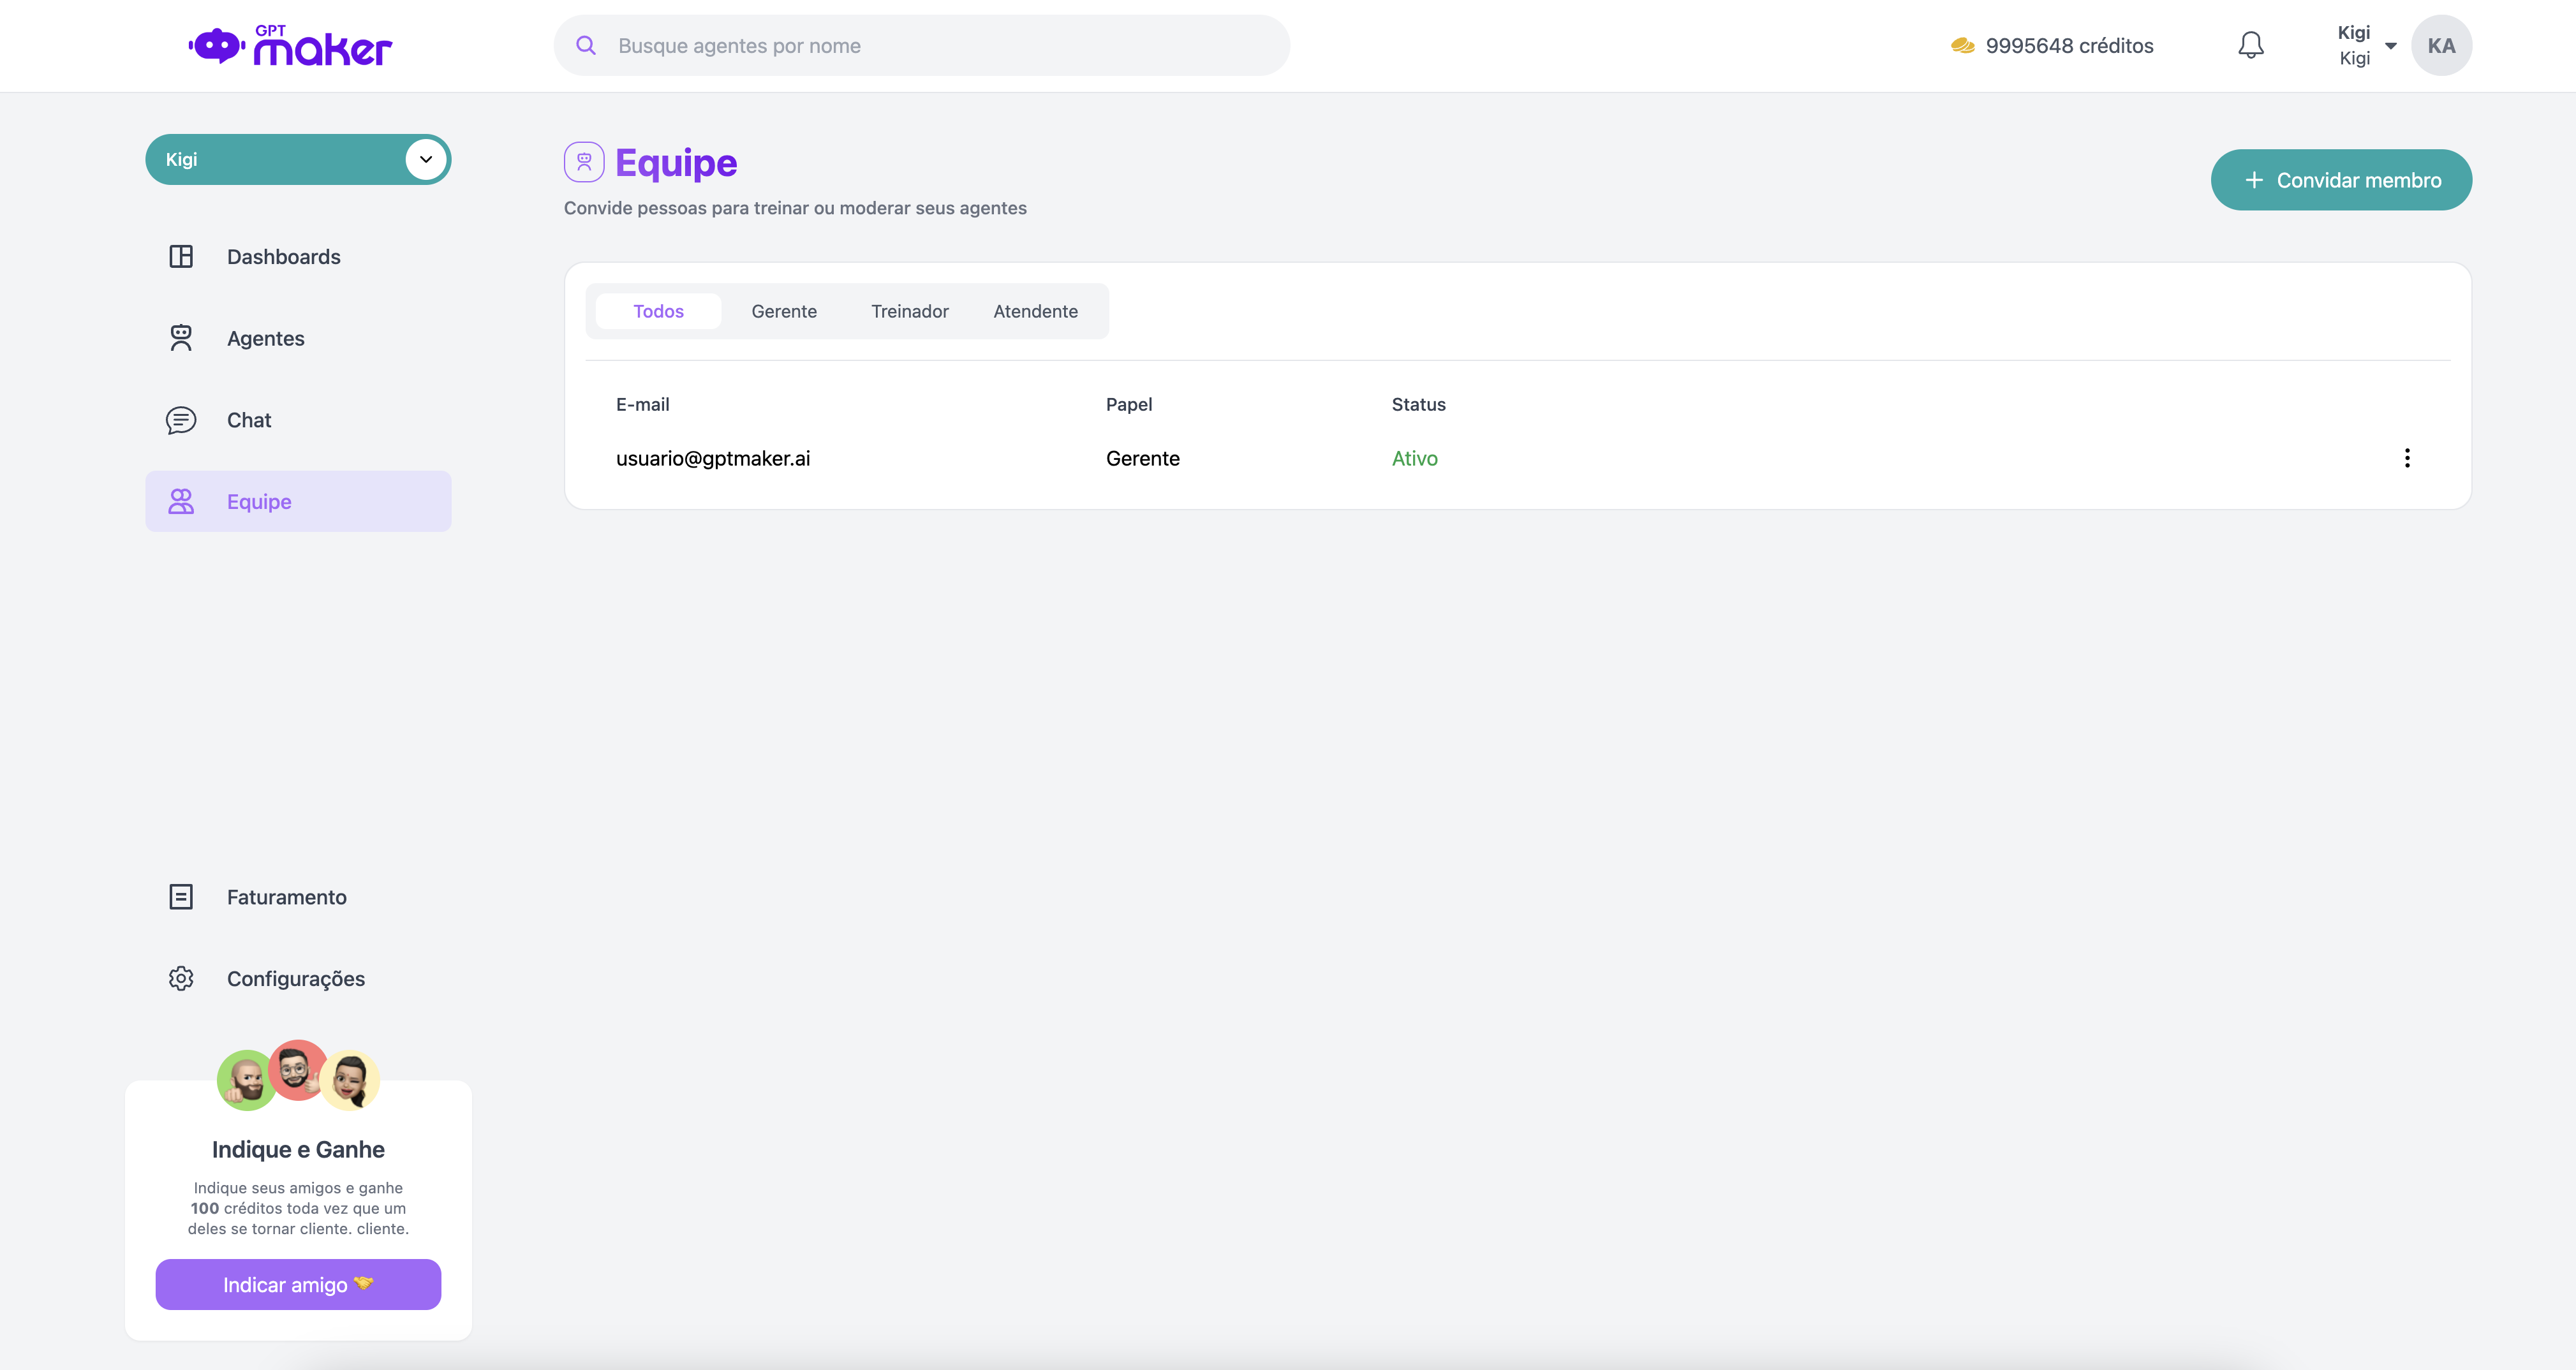 GPT
maker
Busque agentes por nome
9995648 créditos
Kigi
Kigi
KA
Kigi
Dashboards
Agentes
Chat
Equipe
Faturamento
Configurações
Indique e Ganhe
Indique seus amigos e ganhe
100 créditos toda vez que um
deles se tornar cliente. cliente.
Indicar amigo
Equipe
Convide pessoas para treinar ou moderar seus agentes
+ Convidar membro
Todos Gerente Treinador Atendente
E-mail Papel Status
usuario@gptmaker.ai Gerente Ativo